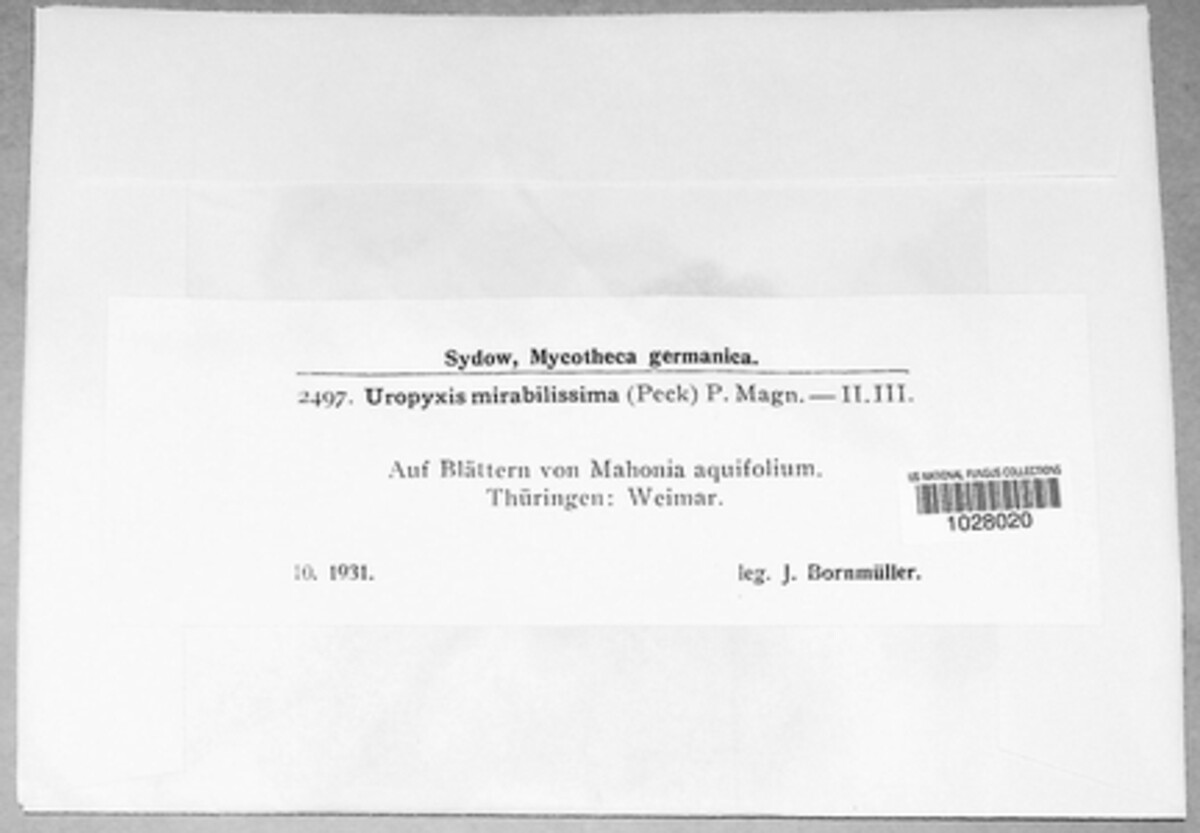 Sydow, Mycotheca germanica.
2497. Uropyxis mirabilissima (Peck) P. Magn. — II. III.
Auf Blättern von Mahonia aquifolium.
Thüringen: Weimar.
US NATIONAL FUNGUS COLLECTIONS
1028020
10. 1931.
leg. J. Bornmüller.